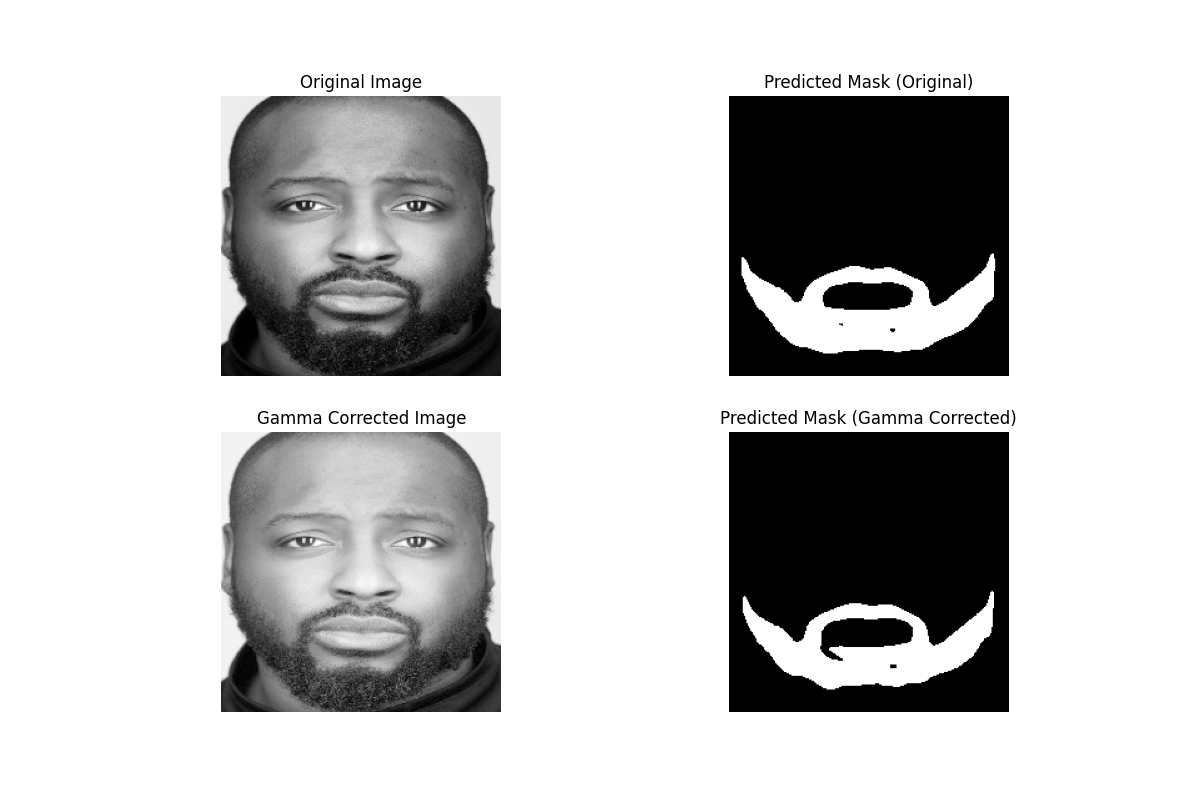 Original Image
Predicted Mask (Original)
Gamma Corrected Image
Predicted Mask (Gamma Corrected)